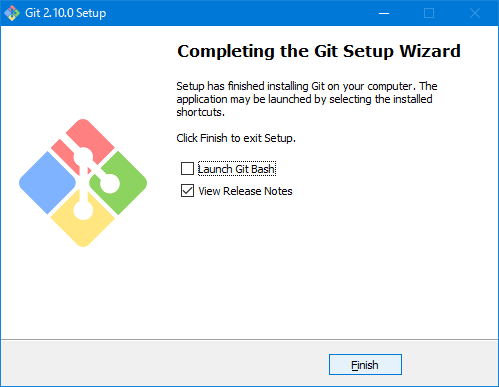 Git 2.10.0 Setup
Completing the Git Setup Wizard
Setup has finished installing Git on your computer. The
application may be launched by selecting the installed
shortcuts.
Click Finish to exit Setup.
Launch Git Bash
View Release Notes
Finish